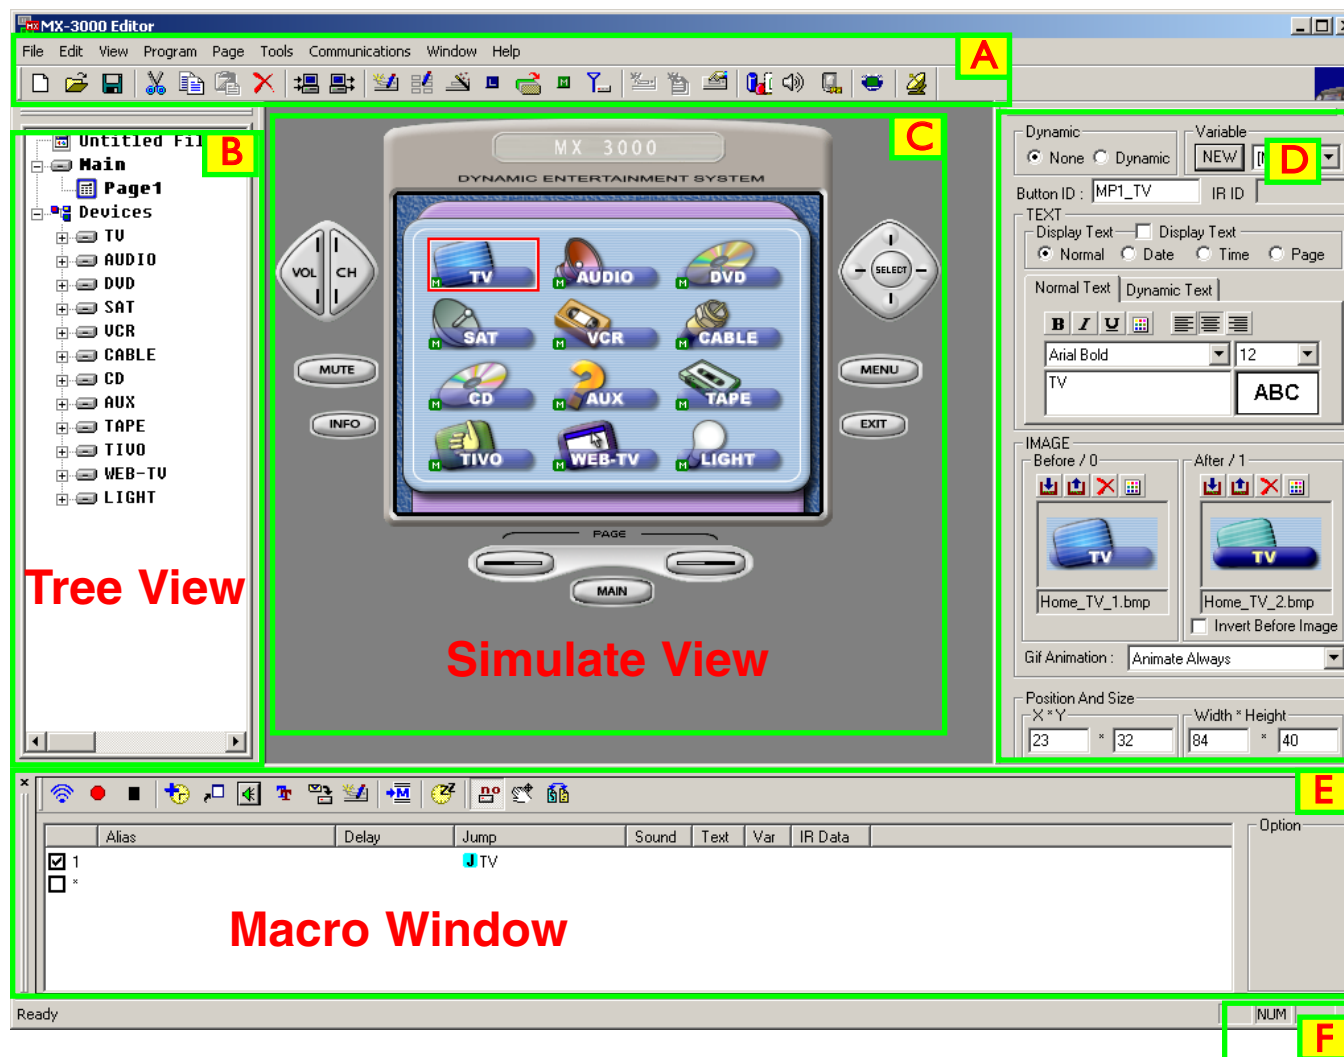 MX-3000 Editor
File Edit View Program Page Tools Communications Window Help
A
Untitled Fil
B
Main
Page1
Devices
TV
AUDIO
DVD
SAT
VCR
CABLE
CD
AUX
TAPE
TIVO
WEB-TV
LIGHT
Tree View
C
MX 3000
DYNAMIC ENTERTAINMENT SYSTEM
VOL CH
MUTE
INFO
TV AUDIO DVD
SAT VCR CABLE
CD AUX TAPE
TIVO WEB-TV LIGHT
SELECT
MENU
EXIT
PAGE
MAIN
Simulate View
Dynamic
None Dynamic
Variable
NEW
D
Button ID : MP1_TV IR ID
TEXT
Display Text Display Text
Normal Date Time Page
Normal Text Dynamic Text
B I U
Arial Bold 12
TV
ABC
IMAGE
Before / 0 After / 1
TV TV
Home_TV_1.bmp Home_TV_2.bmp
Invert Before Image
Gif Animation : Animate Always
Position And Size
X * Y Width * Height
23 * 32 84 * 40
E
Alias Delay Jump Sound Text Var IR Data
Option
1 J TV
*
Macro Window
Ready
NUM
F